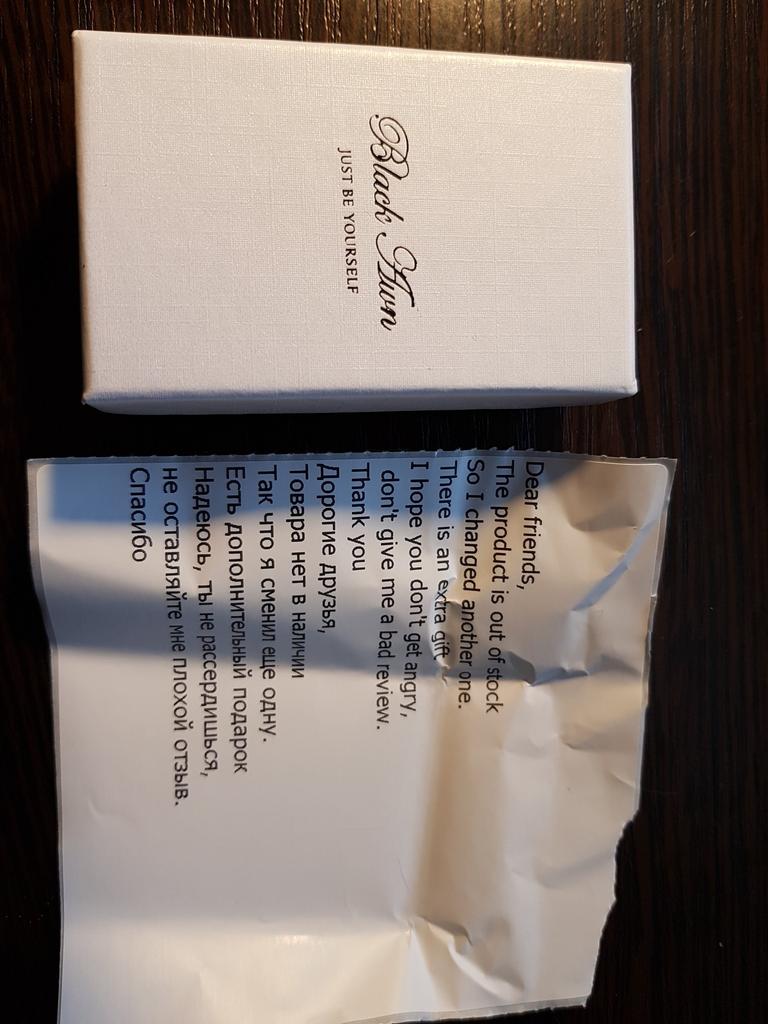 Black Awn
JUST BE YOURSELF
Dear friends,
The product is out of stock
So I changed another one.
There is an extra gift
I hope you don't get angry,
don't give me a bad review.
Thank you
Дорогие друзья,
Товара нет в наличии
Так что я сменил еще одну.
Есть дополнительный подарок
Надеюсь, ты не рассердишься,
не оставляйте мне плохой отзыв.
Спасибо